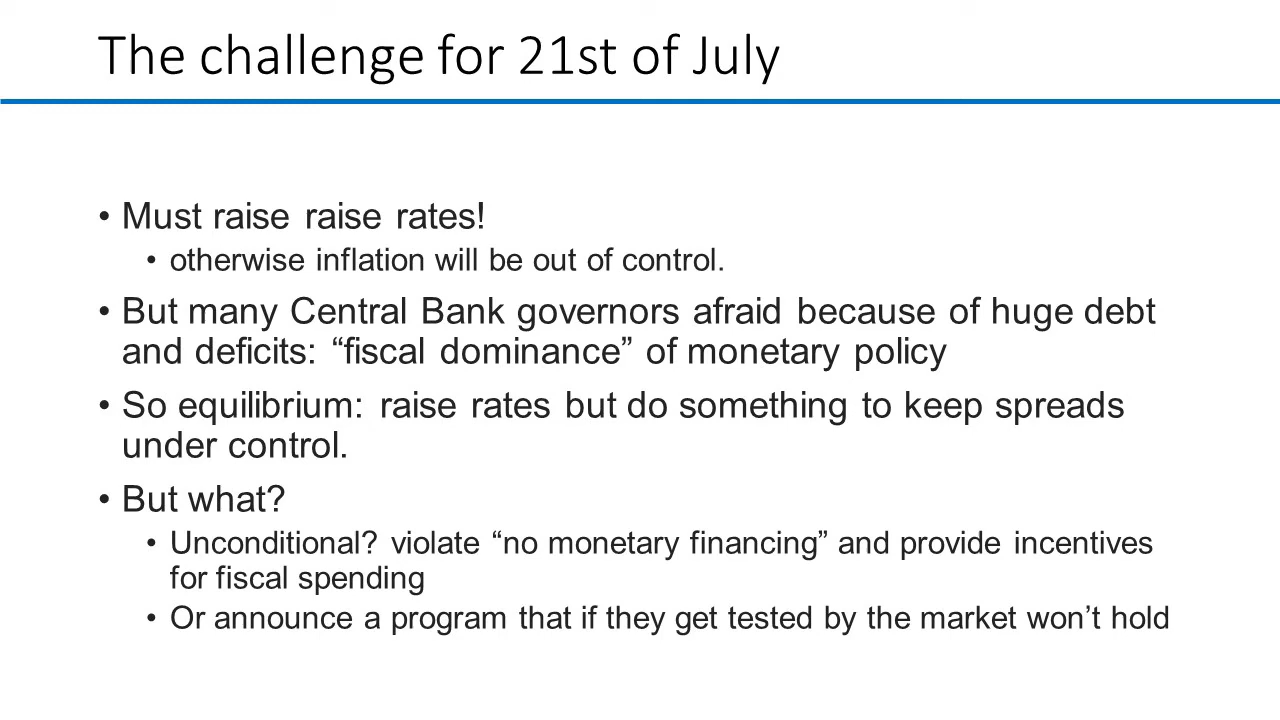 The challenge for 21st of July
• Must raise raise rates!
• otherwise inflation will be out of control.
• But many Central Bank governors afraid because of huge debt
and deficits: “fiscal dominance” of monetary policy
• So equilibrium: raise rates but do something to keep spreads
under control.
• But what?
• Unconditional? violate “no monetary financing” and provide incentives
for fiscal spending
• Or announce a program that if they get tested by the market won’t hold